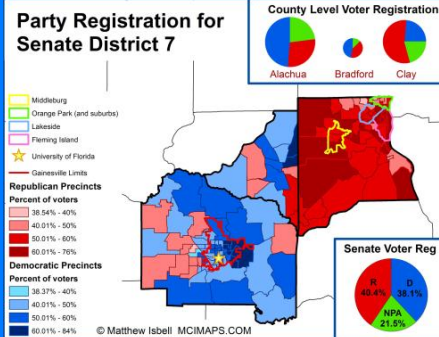 Party Registration for
Senate District 7
County Level Voter Registration
Alachua
Bradford
Clay
Middleburg
Orange Park (and suburbs)
Lakeside
Fleming Island
University of Florida
Gainesville Limits
Republican Precincts
Percent of voters
38.54% - 40%
40.01% - 50%
50.01% - 60%
60.01% - 76%
Democratic Precincts
Percent of voters
38.37% - 40%
40.01% - 50%
50.01% - 60%
60.01% - 84%
© Matthew Isbell MCIMAPS.COM
Senate Voter Reg
R
40.4%
D
38.1%
NPA
21.5%